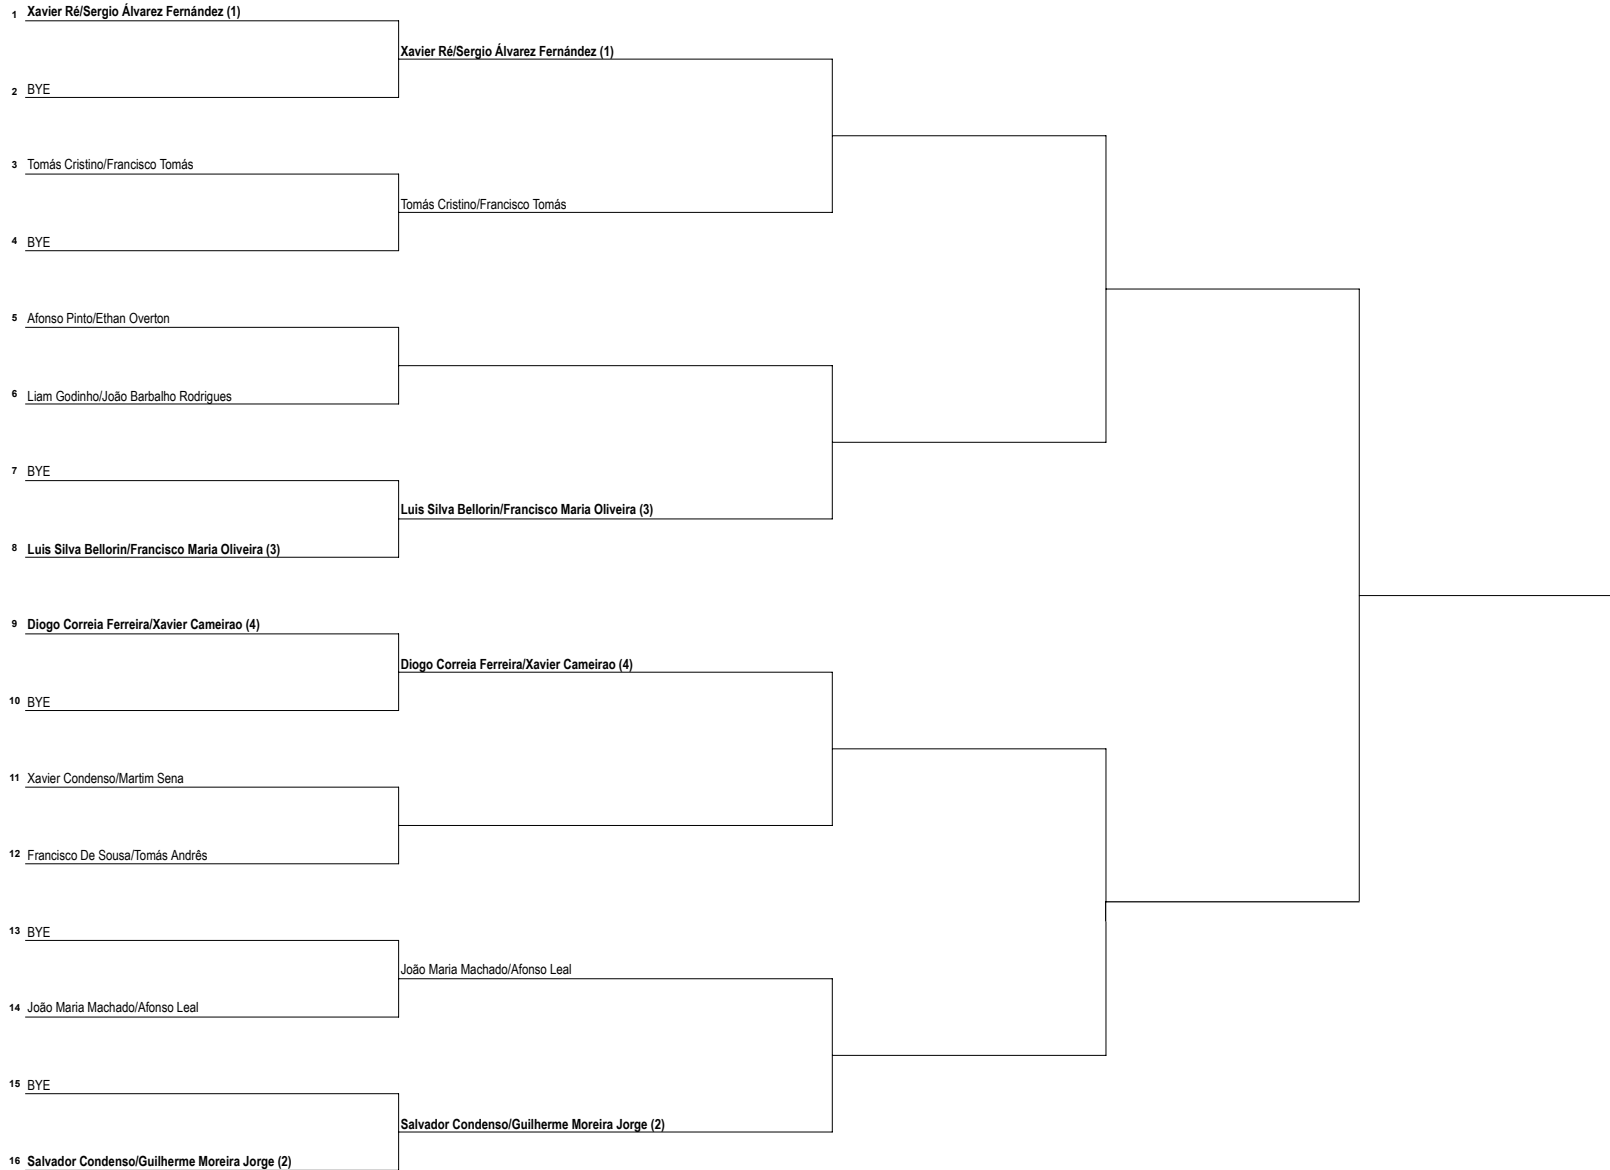 1 Xavier Ré/Sergio Álvarez Fernández (1)
Xavier Ré/Sergio Álvarez Fernández (1)
2 BYE
3 Tomás Cristino/Francisco Tomás
Tomás Cristino/Francisco Tomás
4 BYE
5 Afonso Pinto/Ethan Overton
6 Liam Godinho/João Barbalho Rodrigues
7 BYE
Luis Silva Bellorin/Francisco Maria Oliveira (3)
8 Luis Silva Bellorin/Francisco Maria Oliveira (3)
9 Diogo Correia Ferreira/Xavier Cameirao (4)
Diogo Correia Ferreira/Xavier Cameirao (4)
10 BYE
11 Xavier Condenso/Martim Sena
12 Francisco De Sousa/Tomás Andrês
13 BYE
João Maria Machado/Afonso Leal
14 João Maria Machado/Afonso Leal
15 BYE
Salvador Condenso/Guilherme Moreira Jorge (2)
16 Salvador Condenso/Guilherme Moreira Jorge (2)